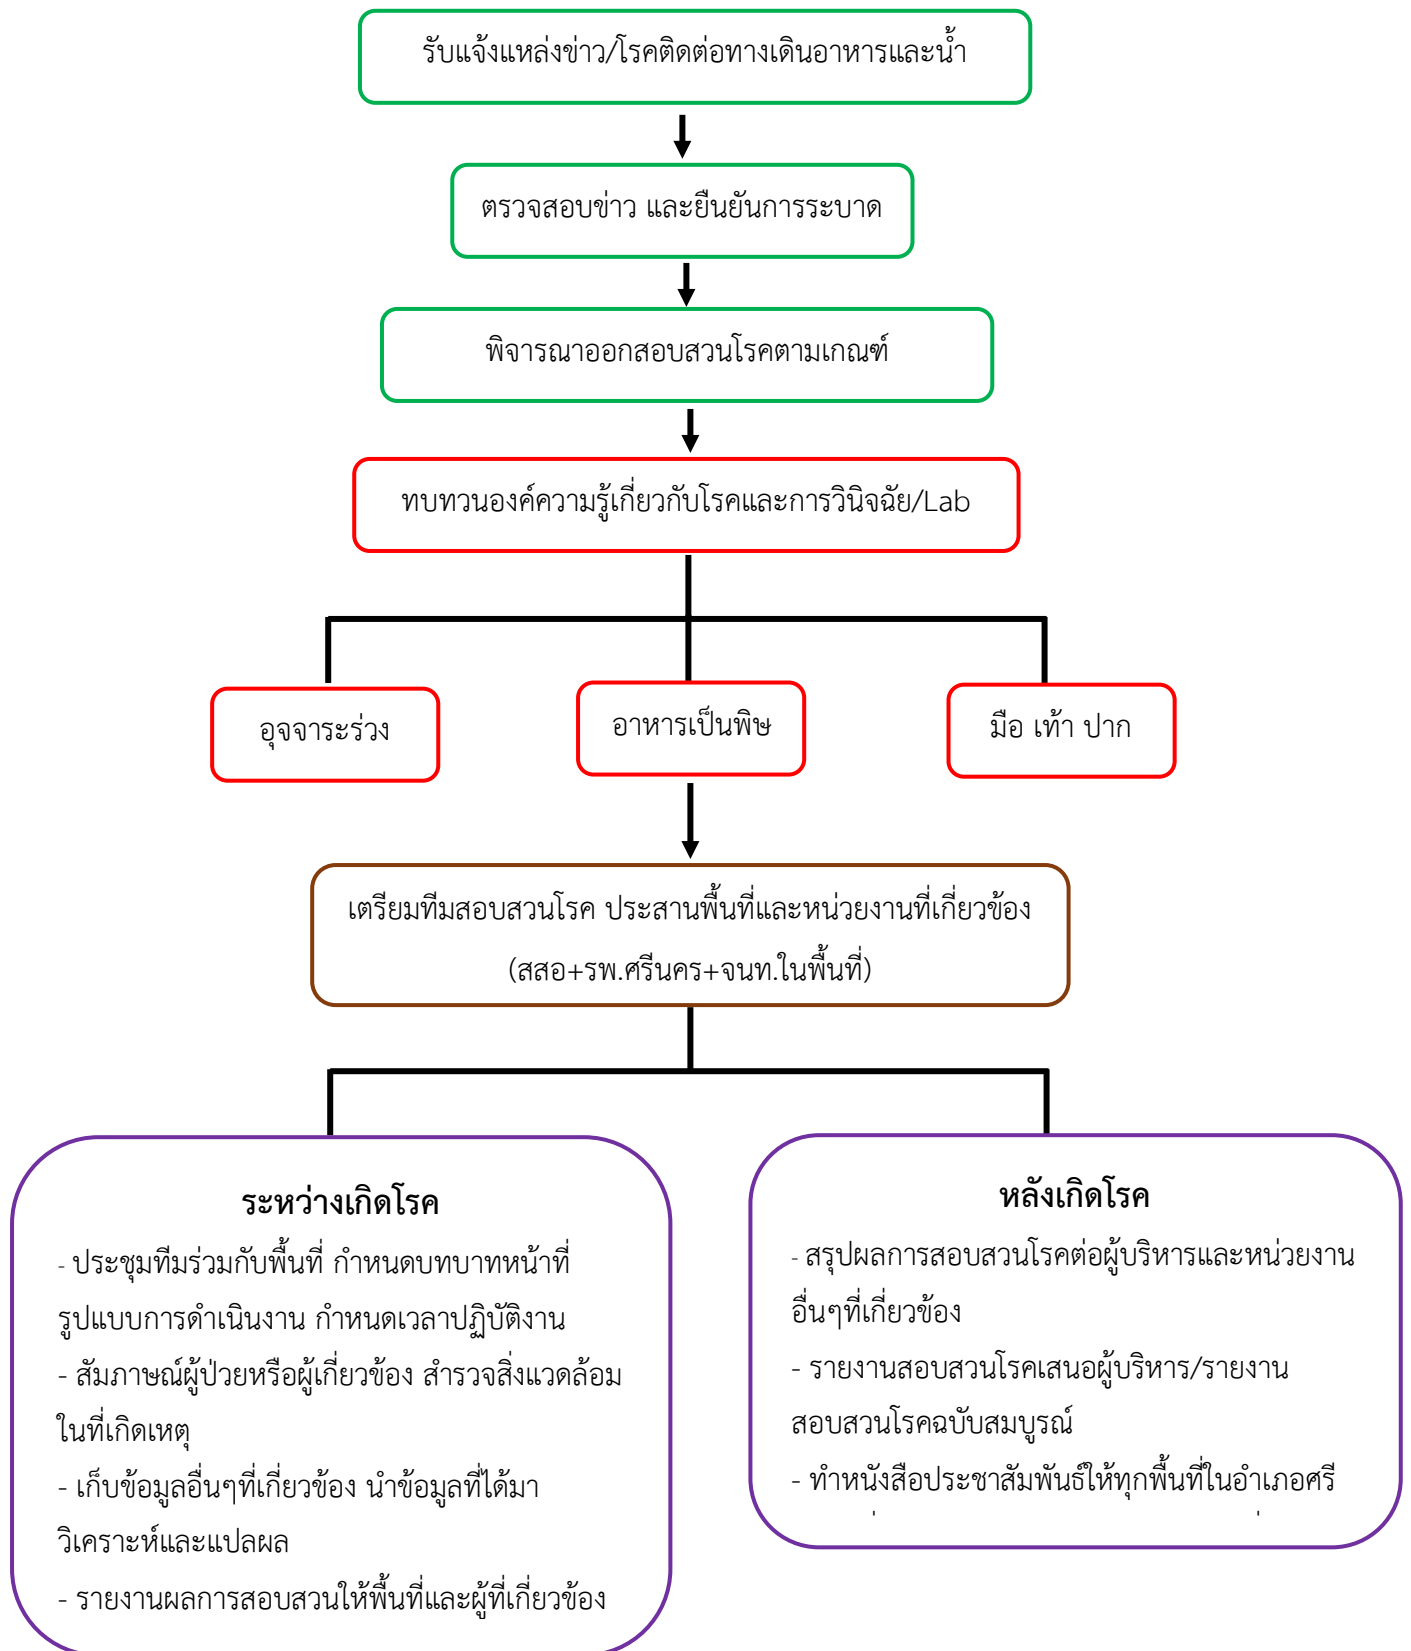 รับแจ้งแหล่งข่าว/โรคติดต่อทางเดินอาหารและน้ำ
ตรวจสอบข่าว และยืนยันการระบาด
พิจารณาออกสอบสวนโรคตามเกณฑ์
ทบทวนองค์ความรู้เกี่ยวกับโรคและการวินิจฉัย/Lab
อุจจาระร่วง
อาหารเป็นพิษ
มือ เท้า ปาก
เตรียมทีมสอบสวนโรค ประสานพื้นที่และหน่วยงานที่เกี่ยวข้อง
(สสอ+รพ.ศรีนคร+จนท.ในพื้นที่)
ระหว่างเกิดโรค
- ประชุมทีมร่วมกับพื้นที่ กำหนดบทบาทหน้าที่
รูปแบบการดำเนินงาน กำหนดเวลาปฏิบัติงาน
- สัมภาษณ์ผู้ป่วยหรือผู้เกี่ยวข้อง สำรวจสิ่งแวดล้อม
ในที่เกิดเหตุ
- เก็บข้อมูลอื่นๆที่เกี่ยวข้อง นำข้อมูลที่ได้มา
วิเคราะห์และแปลผล
- รายงานผลการสอบสวนให้พื้นที่และผู้ที่เกี่ยวข้อง
หลังเกิดโรค
- สรุปผลการสอบสวนโรคต่อผู้บริหารและหน่วยงาน
อื่นๆที่เกี่ยวข้อง
- รายงานสอบสวนโรคเสนอผู้บริหาร/รายงาน
สอบสวนโรคฉบับสมบูรณ์
- ทำหนังสือประชาสัมพันธ์ให้ทุกพื้นที่ในอำเภอศรี